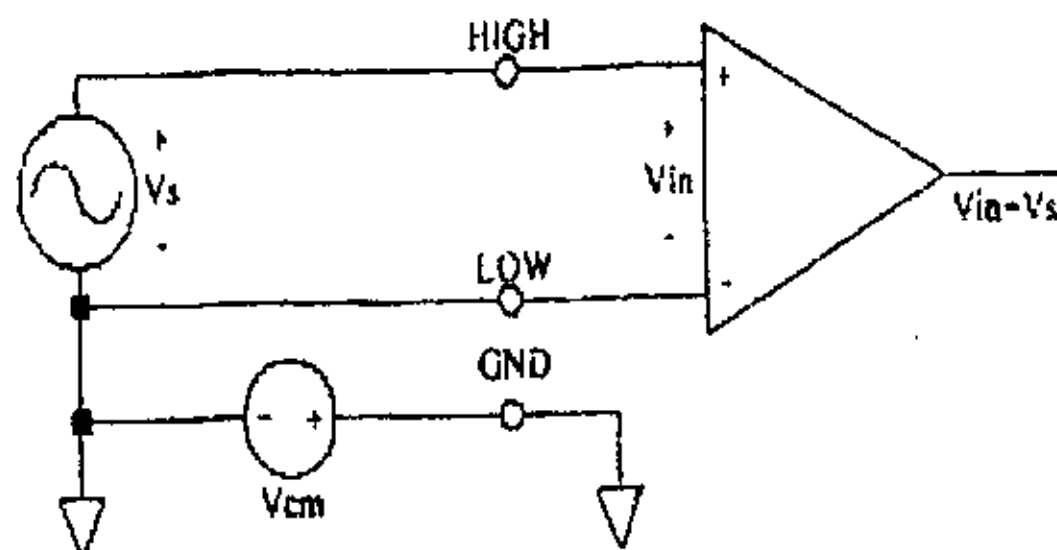 HIGH
+
+
Vs
Vin
Vin=Vs
-
-
LOW
-
GND
- +
Vcm